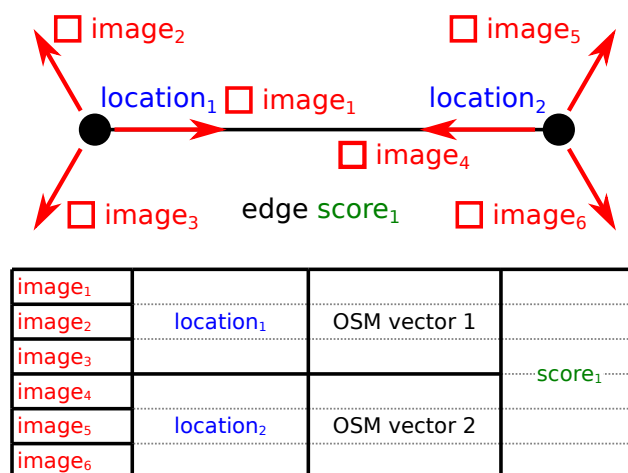 image₂
image₅
location₁
image₁
location₂
image₄
image₃
edge score₁
image₆
image₁
image₂ location₁ OSM vector 1
image₃
score₁
image₄
image₅ location₂ OSM vector 2
image₆